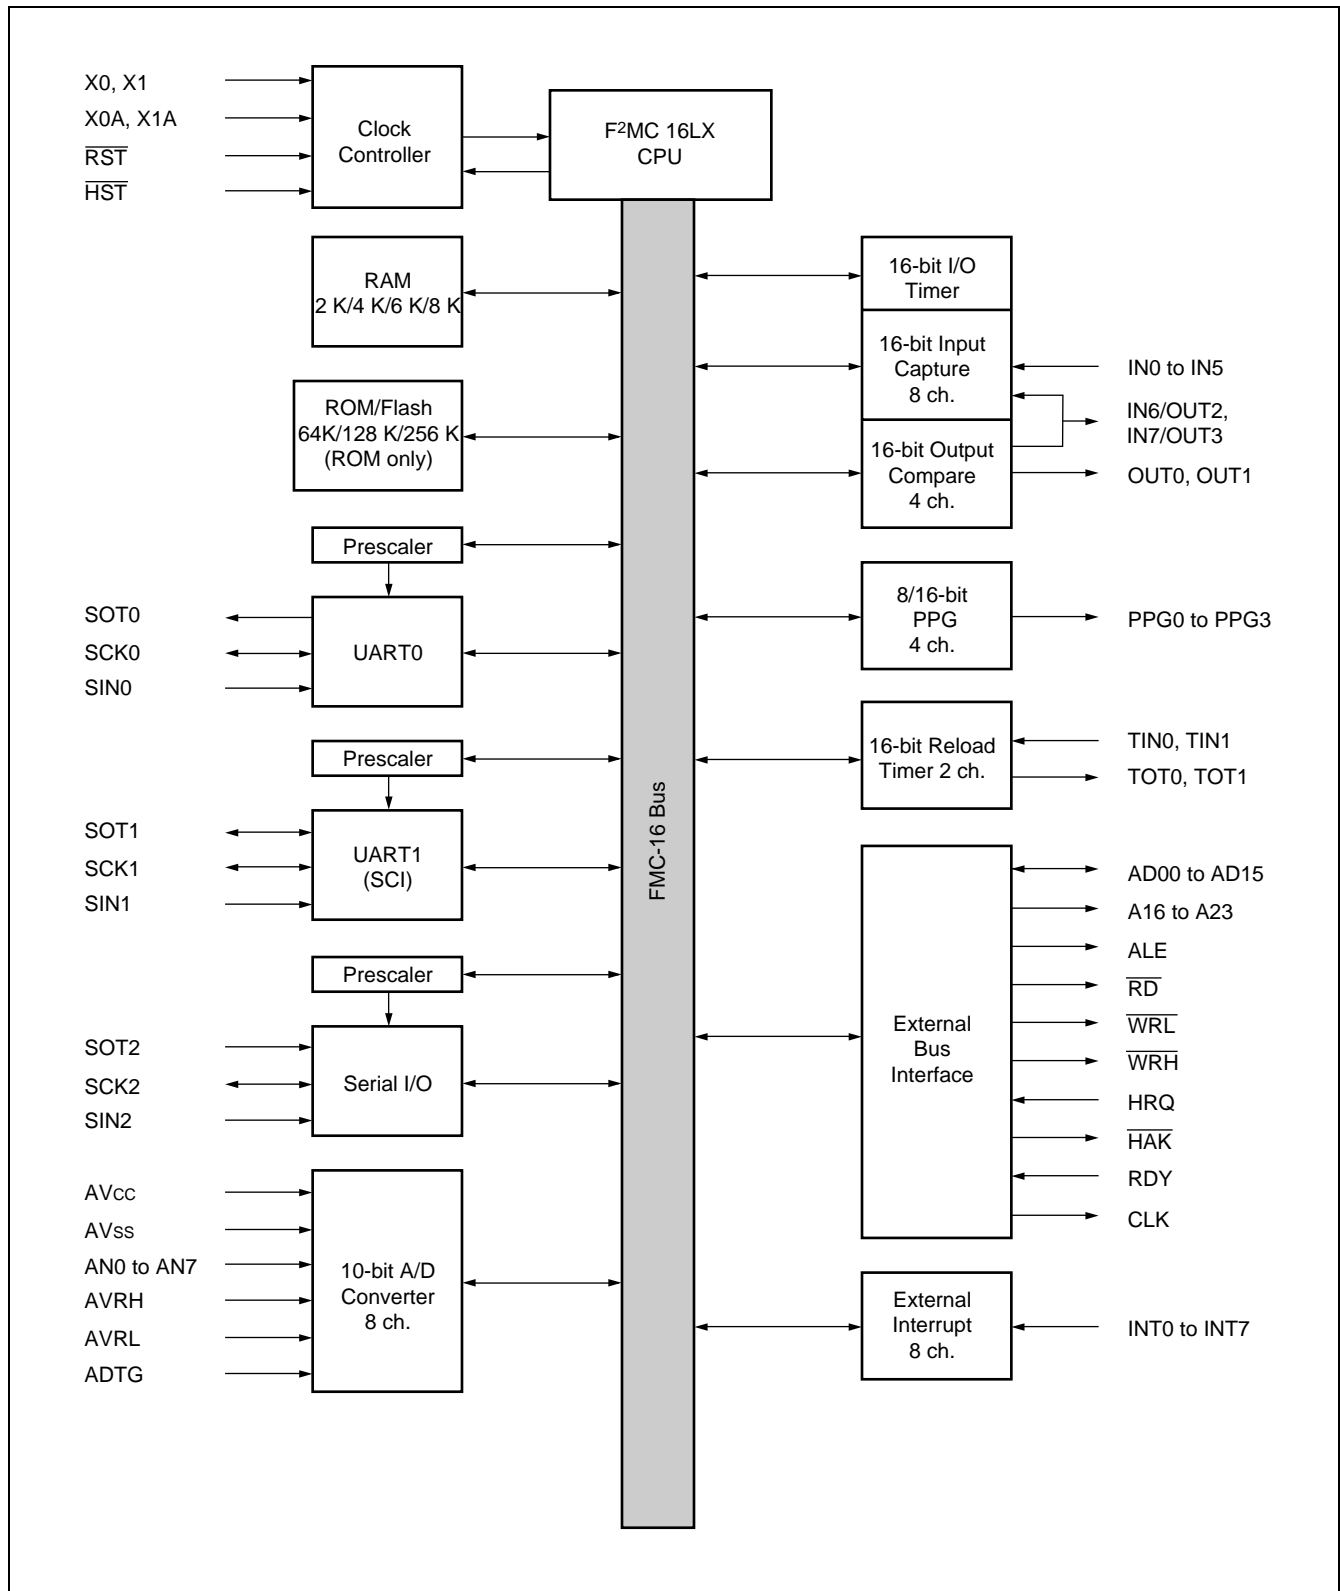 X0, X1
X0A, X1A
RST
HST
Clock
Controller
F²MC 16LX
CPU
RAM
2 K/4 K/6 K/8 K
ROM/Flash
64K/128 K/256 K
(ROM only)
Prescaler
SOT0
SCK0
SIN0
UART0
Prescaler
SOT1
SCK1
SIN1
UART1
(SCI)
Prescaler
SOT2
SCK2
SIN2
Serial I/O
AVCC
AVSS
AN0 to AN7
AVRH
AVRL
ADTG
10-bit A/D
Converter
8 ch.
FMC-16 Bus
16-bit I/O
Timer
16-bit Input
Capture
8 ch.
16-bit Output
Compare
4 ch.
IN0 to IN5
IN6/OUT2,
IN7/OUT3
OUT0, OUT1
8/16-bit
PPG
4 ch.
PPG0 to PPG3
16-bit Reload
Timer 2 ch.
TIN0, TIN1
TOT0, TOT1
External
Bus
Interface
AD00 to AD15
A16 to A23
ALE
RD
WRL
WRH
HRQ
HAK
RDY
CLK
External
Interrupt
8 ch.
INT0 to INT7